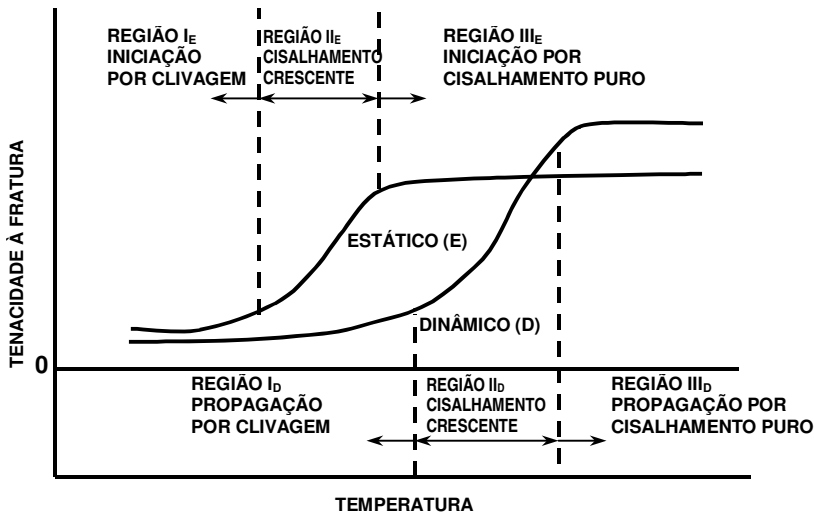 REGIÃO IE
INICIAÇÃO
POR CLIVAGEM
REGIÃO IIE
CISALHAMENTO
CRESCENTE
REGIÃO IIIE
INICIAÇÃO POR
CISALHAMENTO PURO
TENACIDADE À FRATURA
ESTÁTICO (E)
DINÂMICO (D)
0
REGIÃO ID
PROPAGAÇÃO
POR CLIVAGEM
REGIÃO IID
CISALHAMENTO
CRESCENTE
REGIÃO IIID
PROPAGAÇÃO POR
CISALHAMENTO PURO
TEMPERATURA